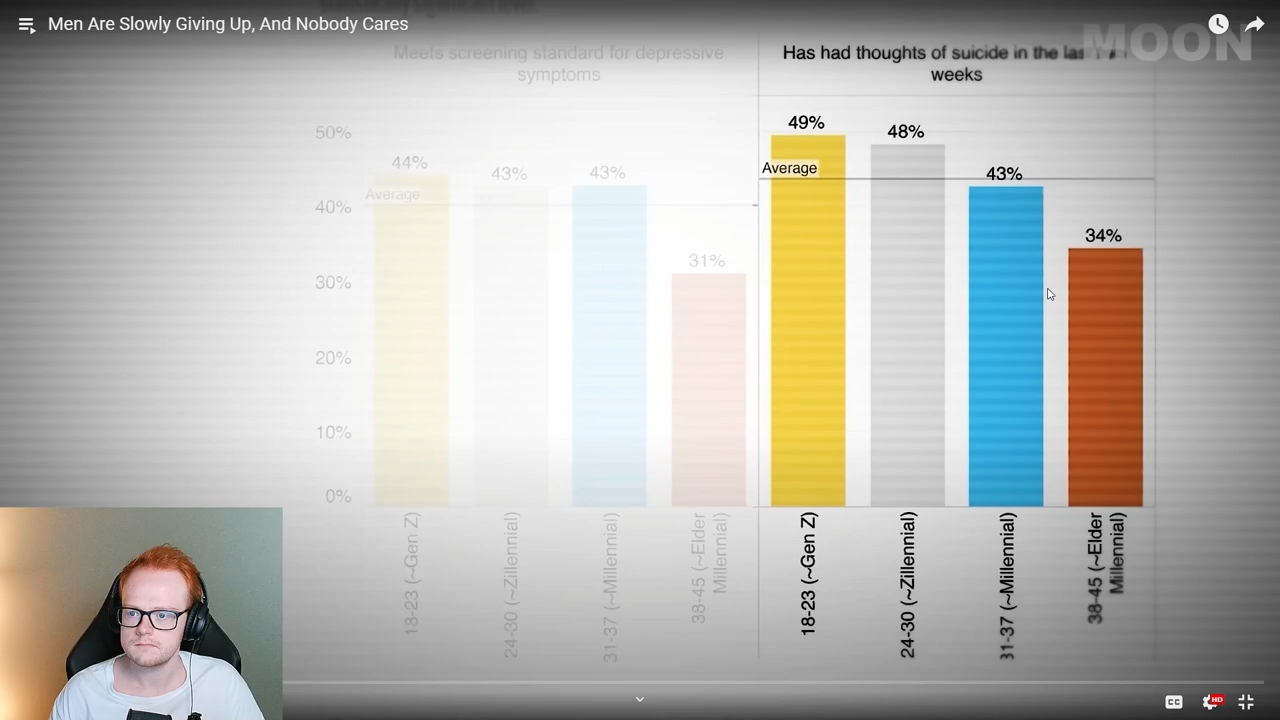 Men Are Slowly Giving Up, And Nobody Cares
MOON
Meets screening standard for depressive
symptoms
Has had thoughts of suicide in the last
weeks
50%
40%
30%
20%
10%
0%
44%
43%
43%
31%
Average
49%
48%
43%
34%
Average
18-23 (~Gen Z)
24-30 (~Zillennial)
31-37 (~Millennial)
38-45 (~Elder
Millennial)
18-23 (~Gen Z)
24-30 (~Zillennial)
31-37 (~Millennial)
38-45 (~Elder
Millennial)
CC
HD